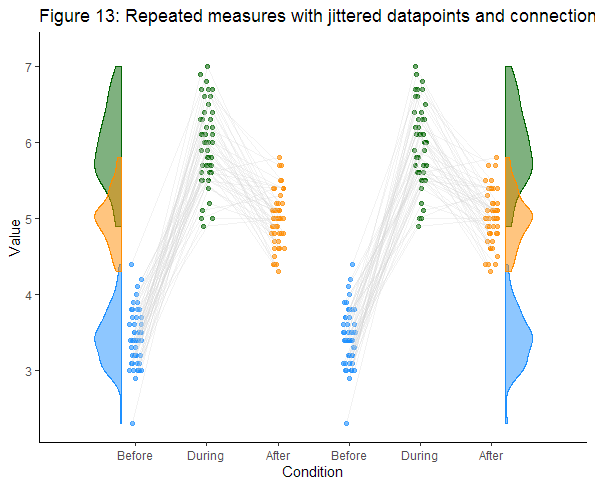 Figure 13: Repeated measures with jittered datapoints and connection
7
6
5
4
3
Value
Before During After Before During After
Condition